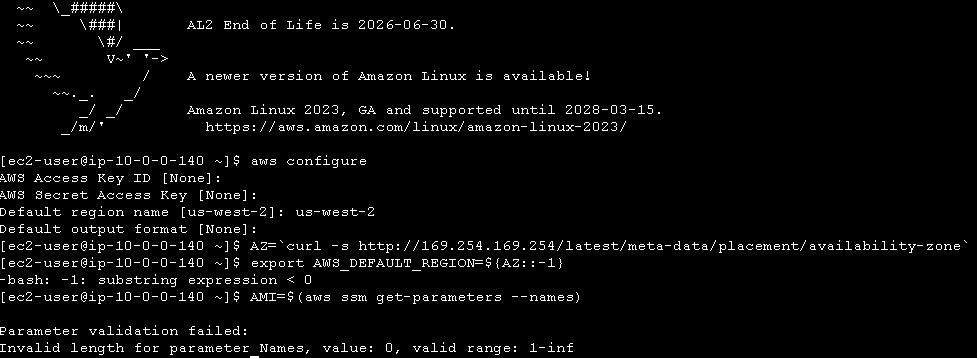 ~~  \_#####\
~~     \###|       AL2 End of Life is 2026-06-30.
~~       \#/ ___
~~       V~' '->
~~~         /    A newer version of Amazon Linux is available!
~~._.   _/
_/ _/       Amazon Linux 2023, GA and supported until 2028-03-15.
_/m/'           https://aws.amazon.com/linux/amazon-linux-2023/
[ec2-user@ip-10-0-0-140 ~]$ aws configure
AWS Access Key ID [None]:
AWS Secret Access Key [None]:
Default region name [us-west-2]: us-west-2
Default output format [None]:
[ec2-user@ip-10-0-0-140 ~]$ AZ=`curl -s http://169.254.169.254/latest/meta-data/placement/availability-zone`
[ec2-user@ip-10-0-0-140 ~]$ export AWS_DEFAULT_REGION=${AZ::-1}
-bash: -1: substring expression < 0
[ec2-user@ip-10-0-0-140 ~]$ AMI=$(aws ssm get-parameters --names)
Parameter validation failed:
Invalid length for parameter Names, value: 0, valid range: 1-inf